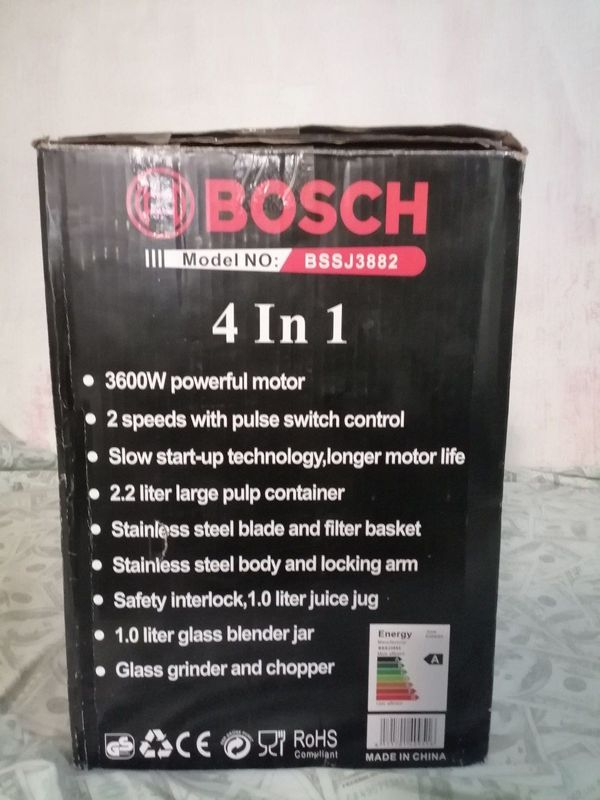 BOSCH
Model NO: BSSJ3882
4 In 1
3600W powerful motor
2 speeds with pulse switch control
Slow start-up technology,longer motor life
2.2 liter large pulp container
Stainless steel blade and filter basket
Stainless steel body and locking arm
Safety interlock,1.0 liter juice jug
1.0 liter glass blender jar
Glass grinder and chopper
Energy
A
RoHS
Compliant
MADE IN CHINA